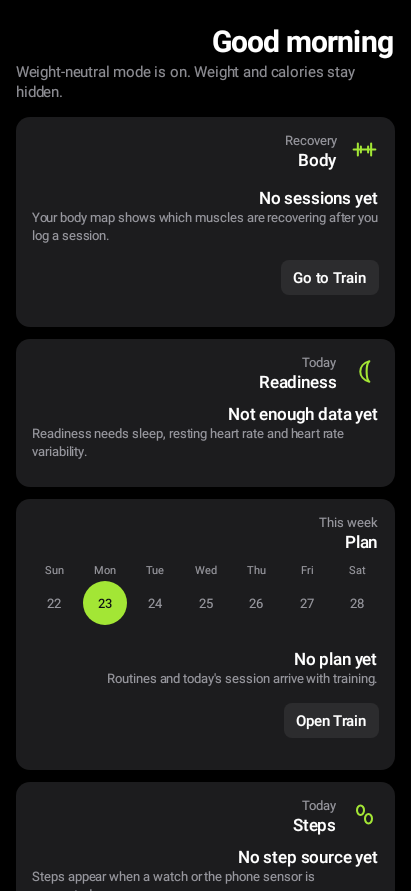 Good morning
Weight-neutral mode is on. Weight and calories stay
hidden.
Recovery
Body
No sessions yet
Your body map shows which muscles are recovering after you
log a session.
Go to Train
Today
Readiness
Not enough data yet
Readiness needs sleep, resting heart rate and heart rate
variability.
This week
Plan
Sun Mon Tue Wed Thu Fri Sat
22 23 24 25 26 27 28
No plan yet
Routines and today's session arrive with training.
Open Train
Today
Steps
No step source yet
Steps appear when a watch or the phone sensor is